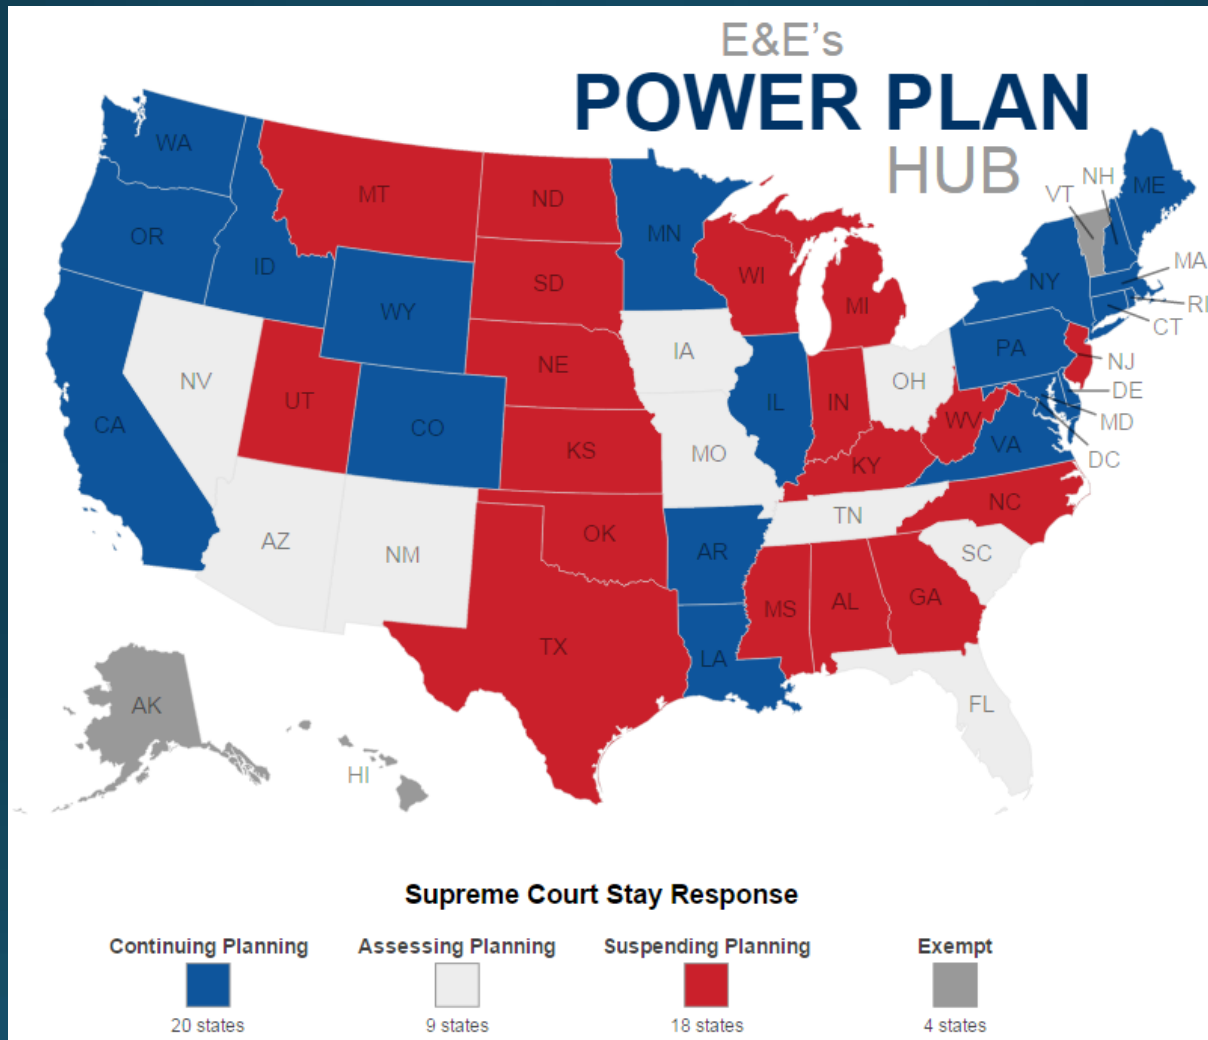 E&E's
POWER PLAN
HUB
WA
MT
ND
MN
VT
NH
ME
OR
ID
SD
WI
MI
NY
MA
RI
CT
WY
NE
IA
PA
NJ
NV
UT
CO
IL
IN
OH
DE
MD
DC
CA
KS
MO
KY
WV
VA
AZ
NM
OK
AR
TN
NC
SC
TX
LA
MS
AL
GA
FL
AK
HI
Supreme Court Stay Response
Continuing Planning Assessing Planning Suspending Planning Exempt
20 states 9 states 18 states 4 states